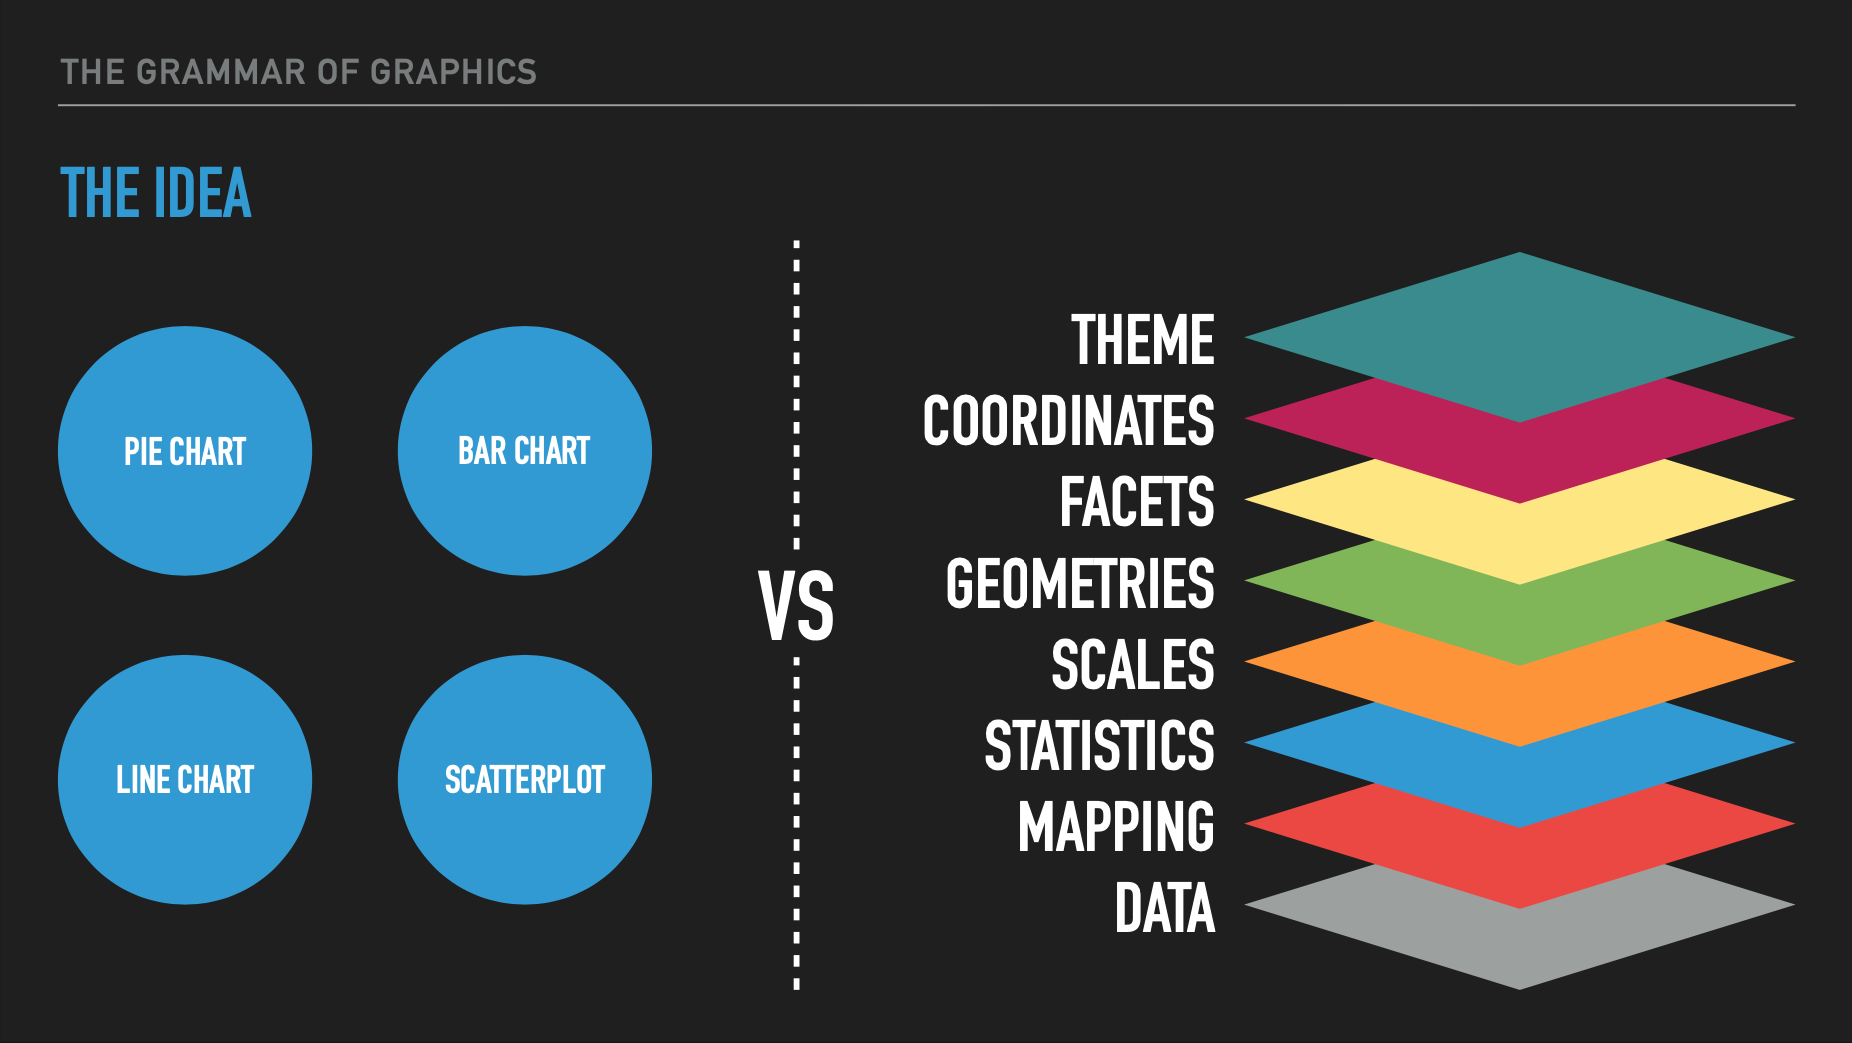 THE GRAMMAR OF GRAPHICS
THE IDEA
PIE CHART
BAR CHART
LINE CHART
SCATTERPLOT
VS
THEME
COORDINATES
FACETS
GEOMETRIES
SCALES
STATISTICS
MAPPING
DATA